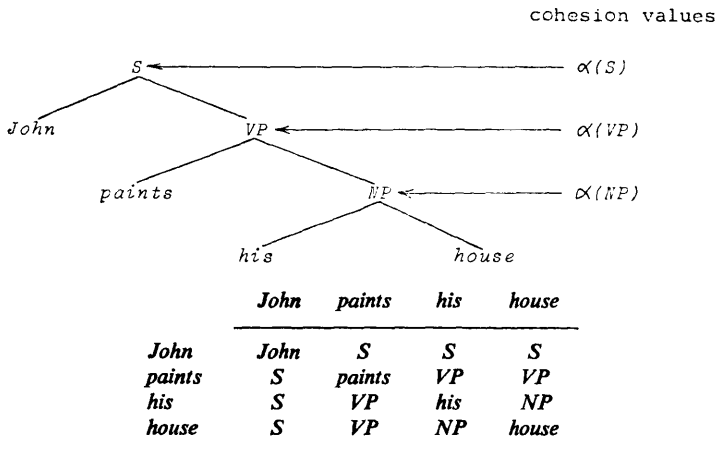 cohesion values
S ∝(S)
John VP ∝(VP)
paints NP ∝(NP)
his house
John paints his house
John John S S S
paints S paints VP VP
his S VP his NP
house S VP NP house